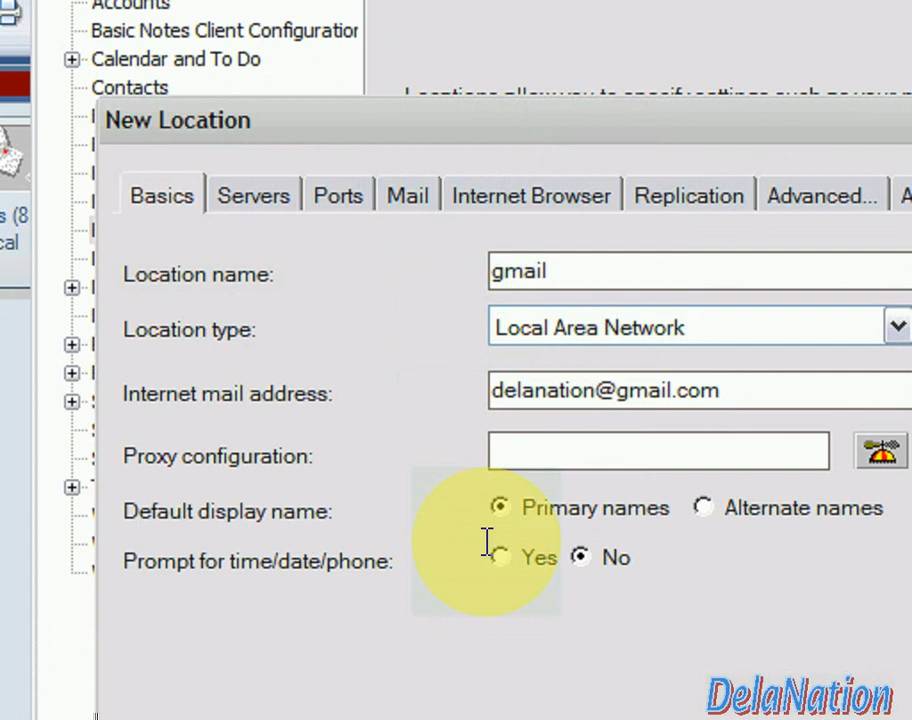 Accounts
Basic Notes Client Configuration
Calendar and To Do
Contacts
New Location
Basics Servers Ports Mail Internet Browser Replication Advanced... A
s (8
cal
Location name: gmail
Location type: Local Area Network
Internet mail address: delanation@gmail.com
Proxy configuration:
Default display name: Primary names Alternate names
Prompt for time/date/phone: Yes No
DelaNation